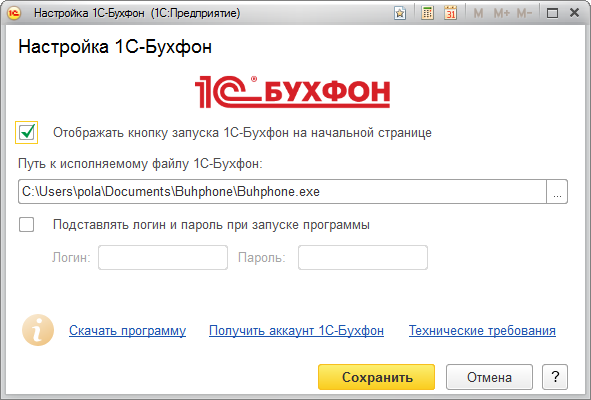 Настройка 1С-Бухфон (1С:Предприятие)
M M+ M-
Настройка 1С-Бухфон
1С® БУХФОН
Отображать кнопку запуска 1С-Бухфон на начальной странице
Путь к исполняемому файлу 1С-Бухфон:
C:\Users\pola\Documents\Buhphone\Buhphone.exe ...
Подставлять логин и пароль при запуске программы
Логин: Пароль:
Скачать программу Получить аккаунт 1С-Бухфон Технические требования
Сохранить Отмена ?